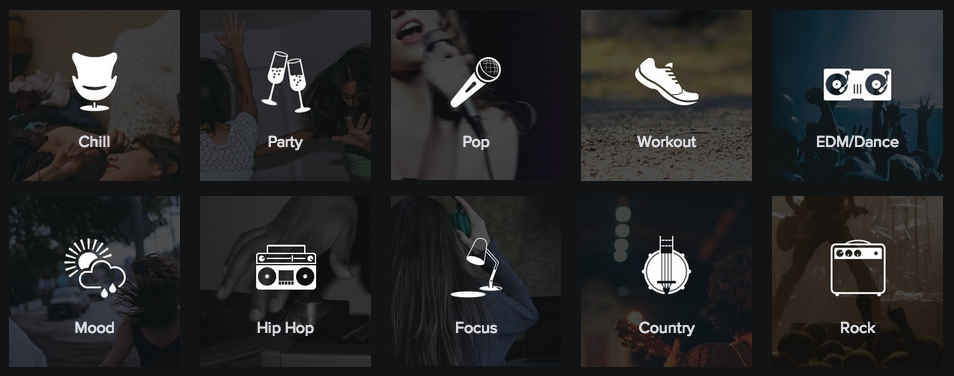 Chill
Party
Pop
Workout
EDM/Dance
Mood
Hip Hop
Focus
Country
Rock